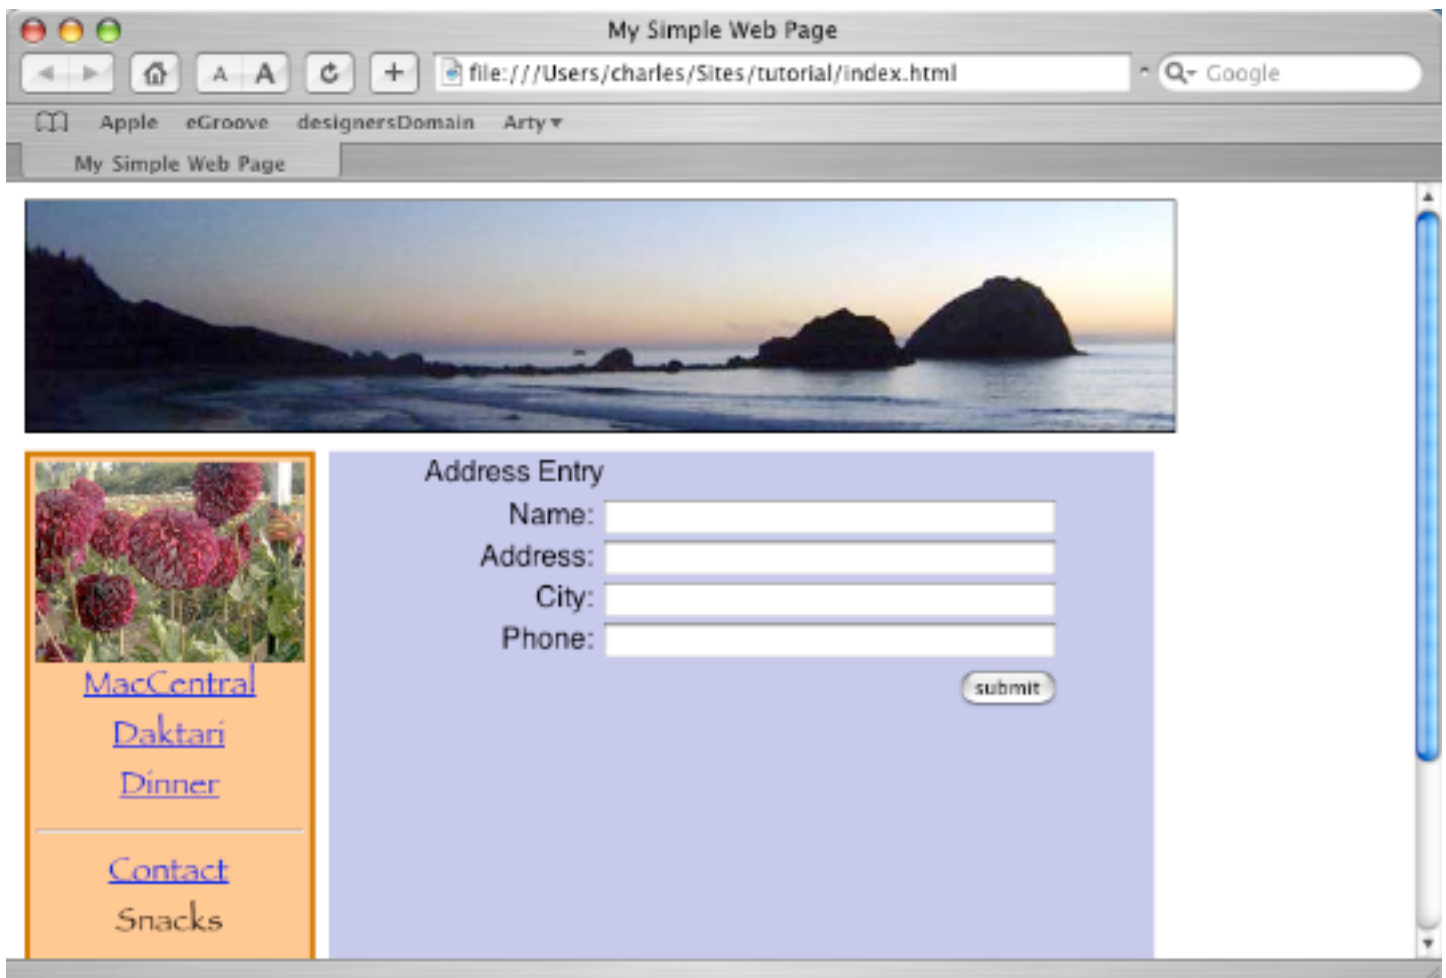 My Simple Web Page
A A + file:///Users/charles/Sites/tutorial/index.html Q Google
Apple eGroove designersDomain Arty
My Simple Web Page
Address Entry
Name:
Address:
City:
Phone:
submit
MacCentral
Daktari
Dinner
Contact
Snacks